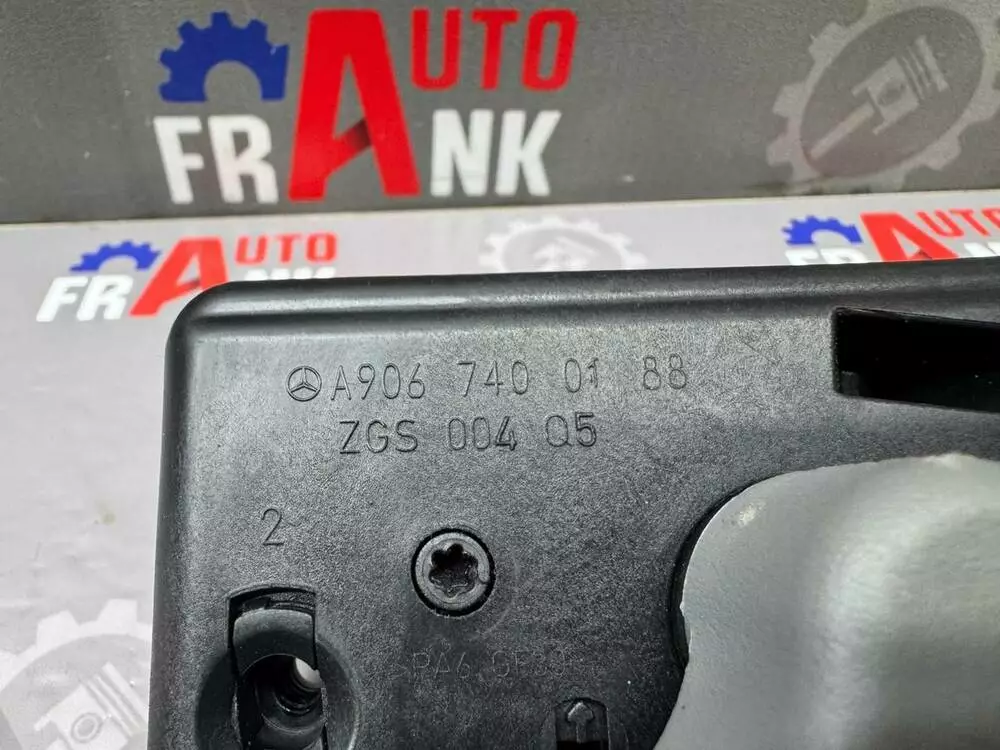 AUTO
FRANK
AUTO
FRANK
AUTO
FRA
A906 740 01 88
ZGS 004 Q5
2